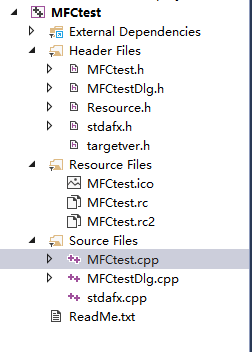 MFCtest
External Dependencies
Header Files
MFCtest.h
MFCtestDlg.h
Resource.h
stdafx.h
targetver.h
Resource Files
MFCtest.ico
MFCtest.rc
MFCtest.rc2
Source Files
MFCtest.cpp
MFCtestDlg.cpp
stdafx.cpp
ReadMe.txt